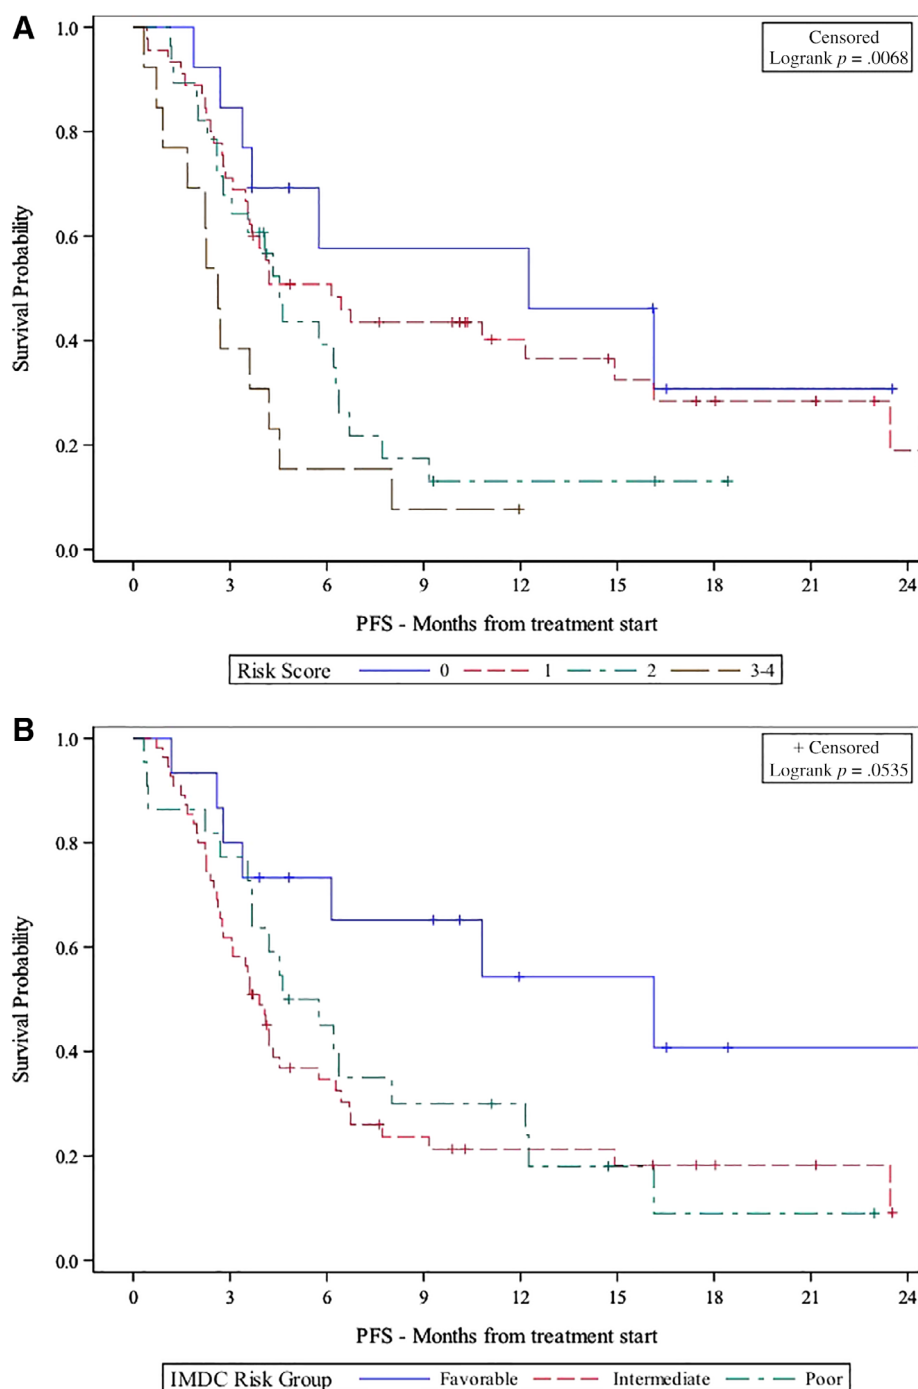 A
Censored
Logrank p = .0068
1.0
0.8
0.6
0.4
0.2
0.0
Survival Probability
0 3 6 9 12 15 18 21 24
PFS - Months from treatment start
Risk Score 0 1 2 3-4
B
+ Censored
Logrank p = .0535
1.0
0.8
0.6
0.4
0.2
0.0
Survival Probability
0 3 6 9 12 15 18 21 24
PFS - Months from treatment start
IMDC Risk Group Favorable Intermediate Poor